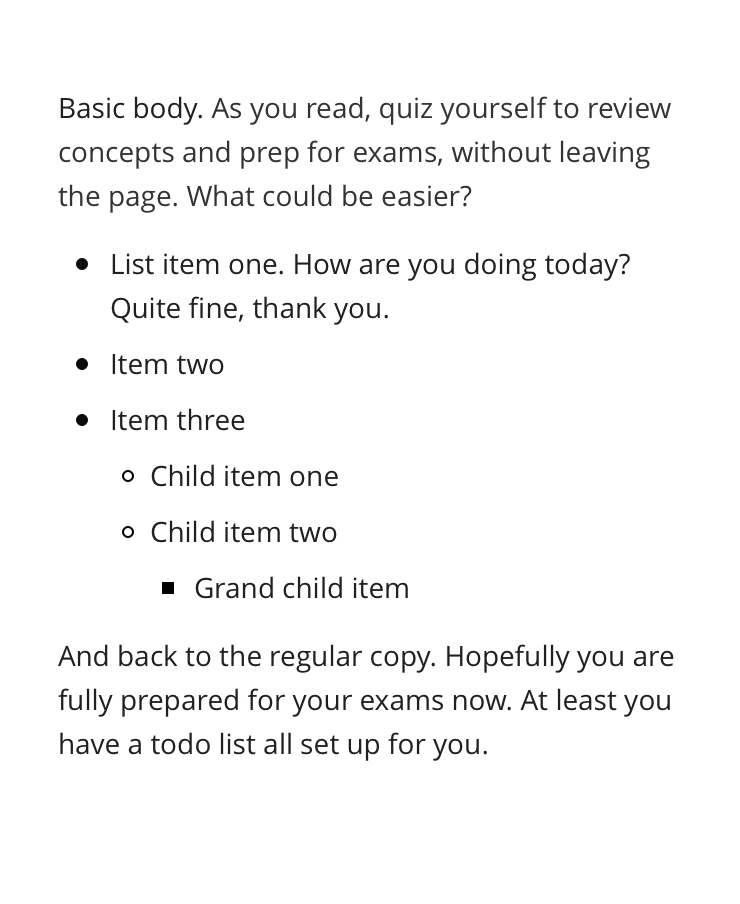 Basic body. As you read, quiz yourself to review
concepts and prep for exams, without leaving
the page. What could be easier?
List item one. How are you doing today?
Quite fine, thank you.
Item two
Item three
Child item one
Child item two
Grand child item
And back to the regular copy. Hopefully you are
fully prepared for your exams now. At least you
have a todo list all set up for you.